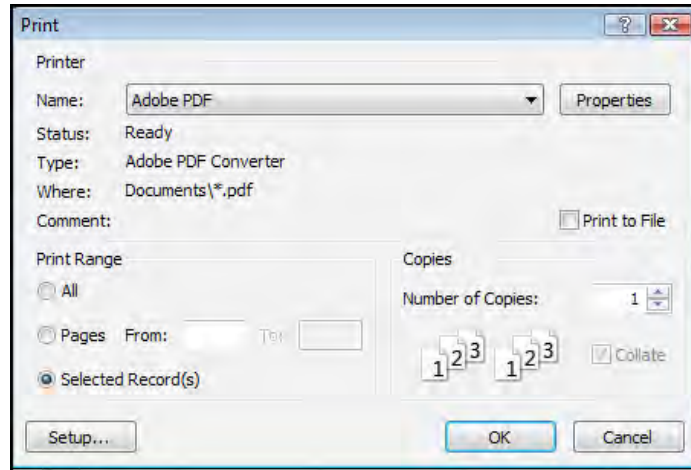 Print
Printer
Name: Adobe PDF Properties
Status: Ready
Type: Adobe PDF Converter
Where: Documents\*.pdf
Comment: Print to File
Print Range Copies
All Number of Copies: 1
Pages From: To:
1 2 3 1 2 3 Collate
Selected Record(s)
Setup... OK Cancel